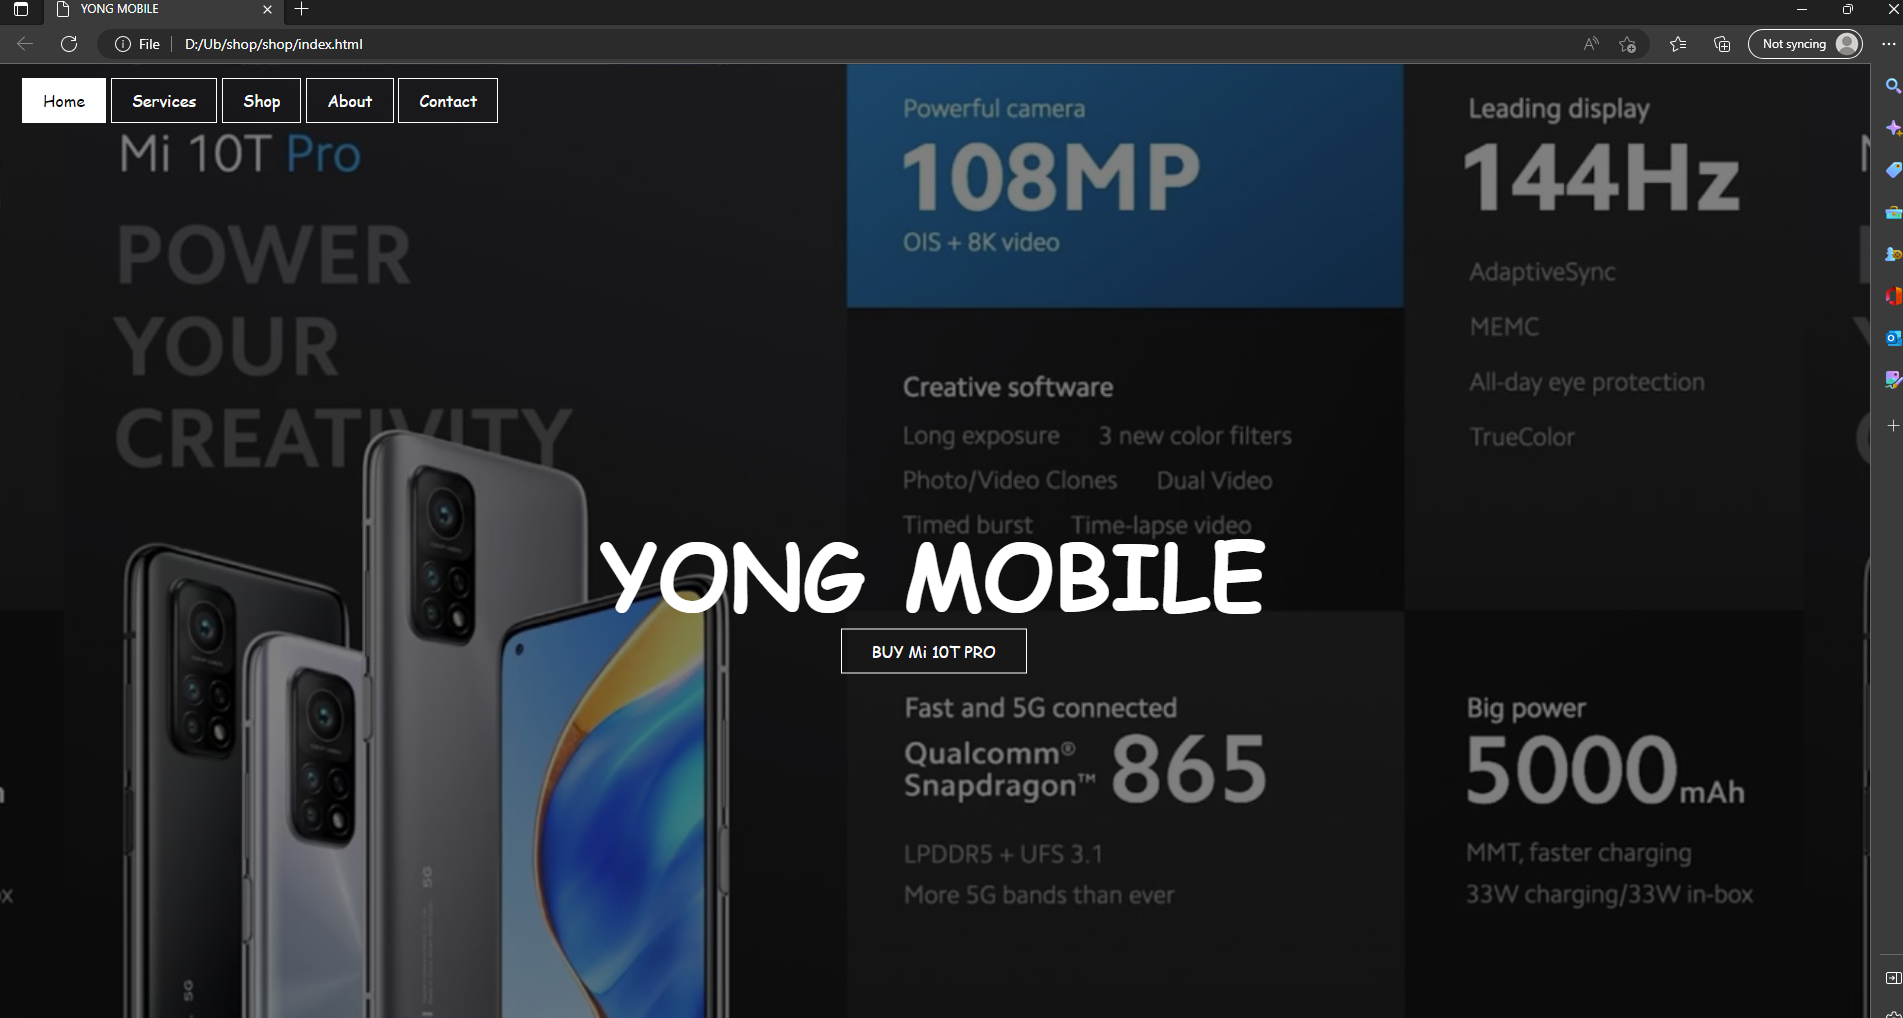 YONG MOBILE
File
D:/Ub/shop/shop/index.html
Not syncing
Home
Services
Shop
About
Contact
Mi 10T Pro
POWER
YOUR
CREATIVITY
Powerful camera
108MP
OIS + 8K video
Leading display
144Hz
AdaptiveSync
MEMC
All-day eye protection
TrueColor
Creative software
Long exposure 3 new color filters
Photo/Video Clones Dual Video
Timed burst Time-lapse video
YONG MOBILE
BUY Mi 10T PRO
Fast and 5G connected
Qualcomm® 
Snapdragon™ 865
LPDDR5 + UFS 3.1
More 5G bands than ever
Big power
5000mAh
MMT, faster charging
33W charging/33W in-box
5G
5G